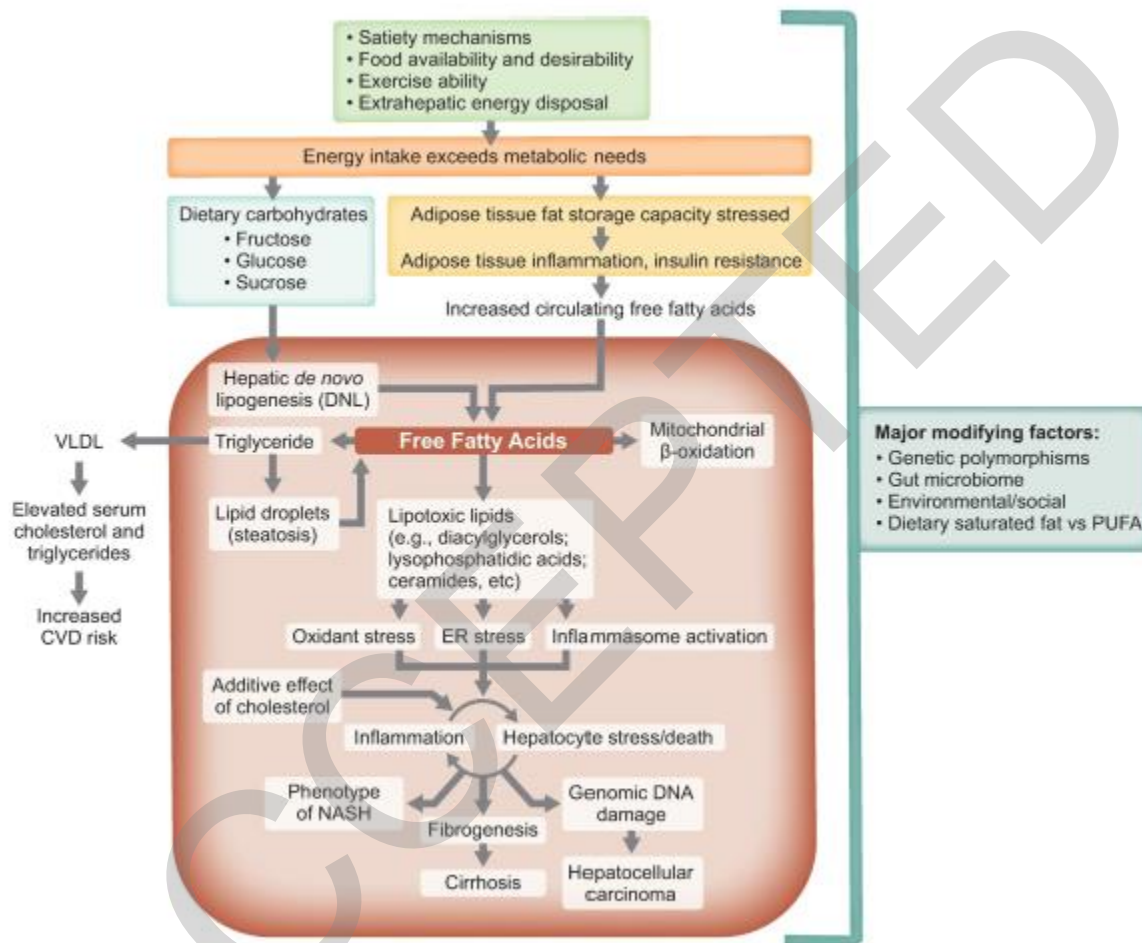 • Satiety mechanisms
• Food availability and desirability
• Exercise ability
• Extrahepatic energy disposal
Energy intake exceeds metabolic needs
Dietary carbohydrates
• Fructose
• Glucose
• Sucrose
Adipose tissue fat storage capacity stressed
Adipose tissue inflammation, insulin resistance
Increased circulating free fatty acids
Hepatic de novo
lipogenesis (DNL)
VLDL
Triglyceride
Free Fatty Acids
Mitochondrial
β-oxidation
Elevated serum
cholesterol and
triglycerides
Increased
CVD risk
Lipid droplets
(steatosis)
Lipotoxic lipids
(e.g., diacylglycerols;
lysophosphatidic acids;
ceramides, etc)
Oxidant stress
ER stress
Inflammasome activation
Additive effect
of cholesterol
Inflammation
Hepatocyte stress/death
Phenotype
of NASH
Fibrogenesis
Cirrhosis
Genomic DNA
damage
Hepatocellular
carcinoma
Major modifying factors:
• Genetic polymorphisms
• Gut microbiome
• Environmental/social
• Dietary saturated fat vs PUFA
CCEPTED